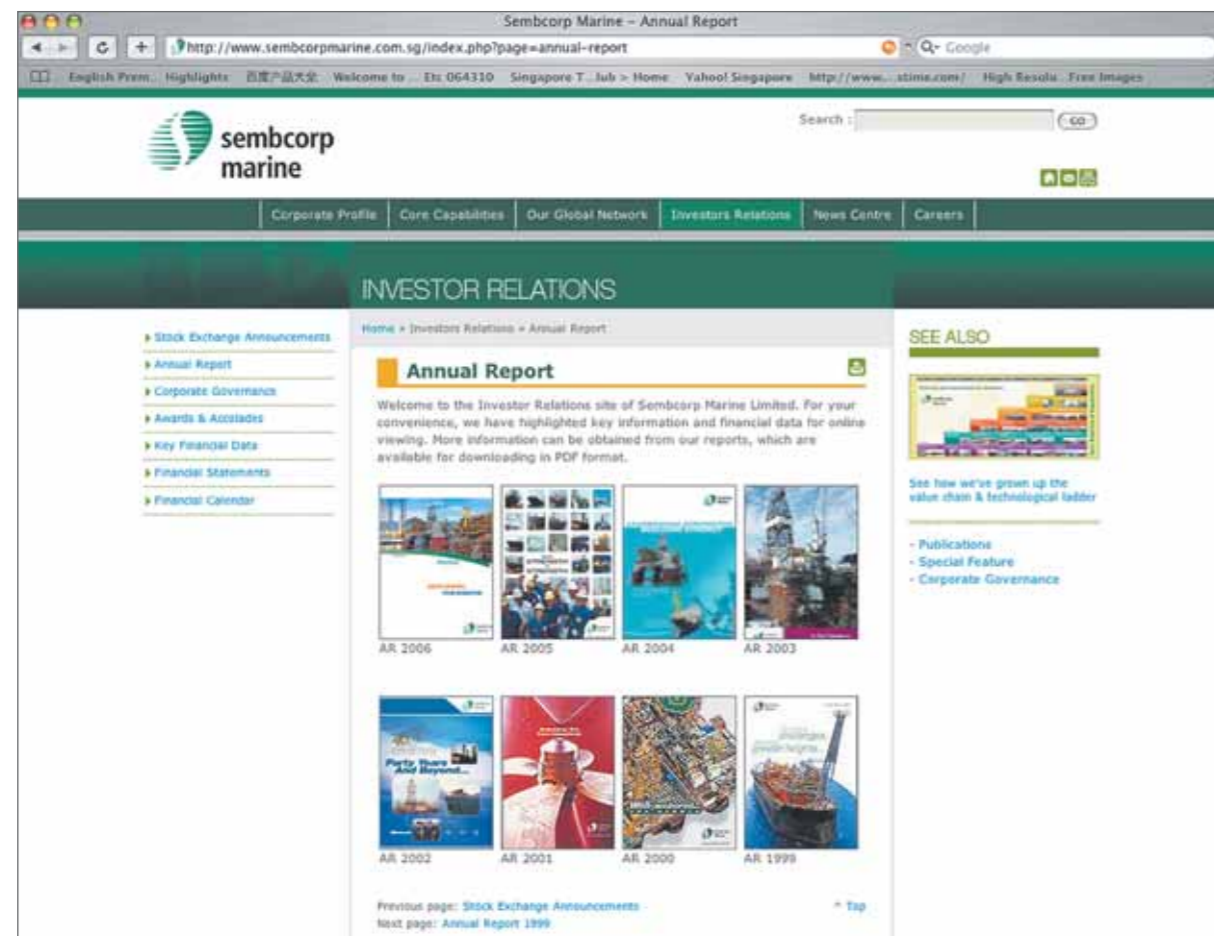 Sembcorp Marine – Annual Report
http://www.sembcorpmarine.com.sg/index.php?page=annual-report
Q- Google
English Prem... Highlights 百度产品大全 Welcome to ... Etc 064310 Singapore T...lub > Home Yahoo! Singapore http://www....stime.com/ High Resolu...Free Images
sembcorp
marine
Search :
GO
Corporate Profile
Core Capabilities
Our Global Network
Investors Relations
News Centre
Careers
INVESTOR RELATIONS
Stock Exchange Announcements
Annual Report
Corporate Governance
Awards & Accolades
Key Financial Data
Financial Statements
Financial Calendar
Home » Investors Relations » Annual Report
Annual Report
Welcome to the Investor Relations site of Sembcorp Marine Limited. For your
convenience, we have highlighted key information and financial data for online
viewing. More information can be obtained from our reports, which are
available for downloading in PDF format.
AR 2006
AR 2005
AR 2004
AR 2003
Forty Years
And Beyond...
AR 2002
AR 2001
AR 2000
AR 1999
Previous page: Stock Exchange Announcements
Next page: Annual Report 1999
^ Top
SEE ALSO
See how we've grown up the
value chain & technological ladder
- Publications
- Special Feature
- Corporate Governance